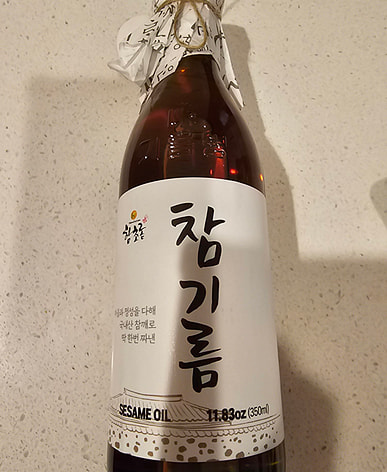 참기름
정성을 다해
국내산 참깨로
딱 한번 짜낸
SESAME OIL
11.83oz (350ml)